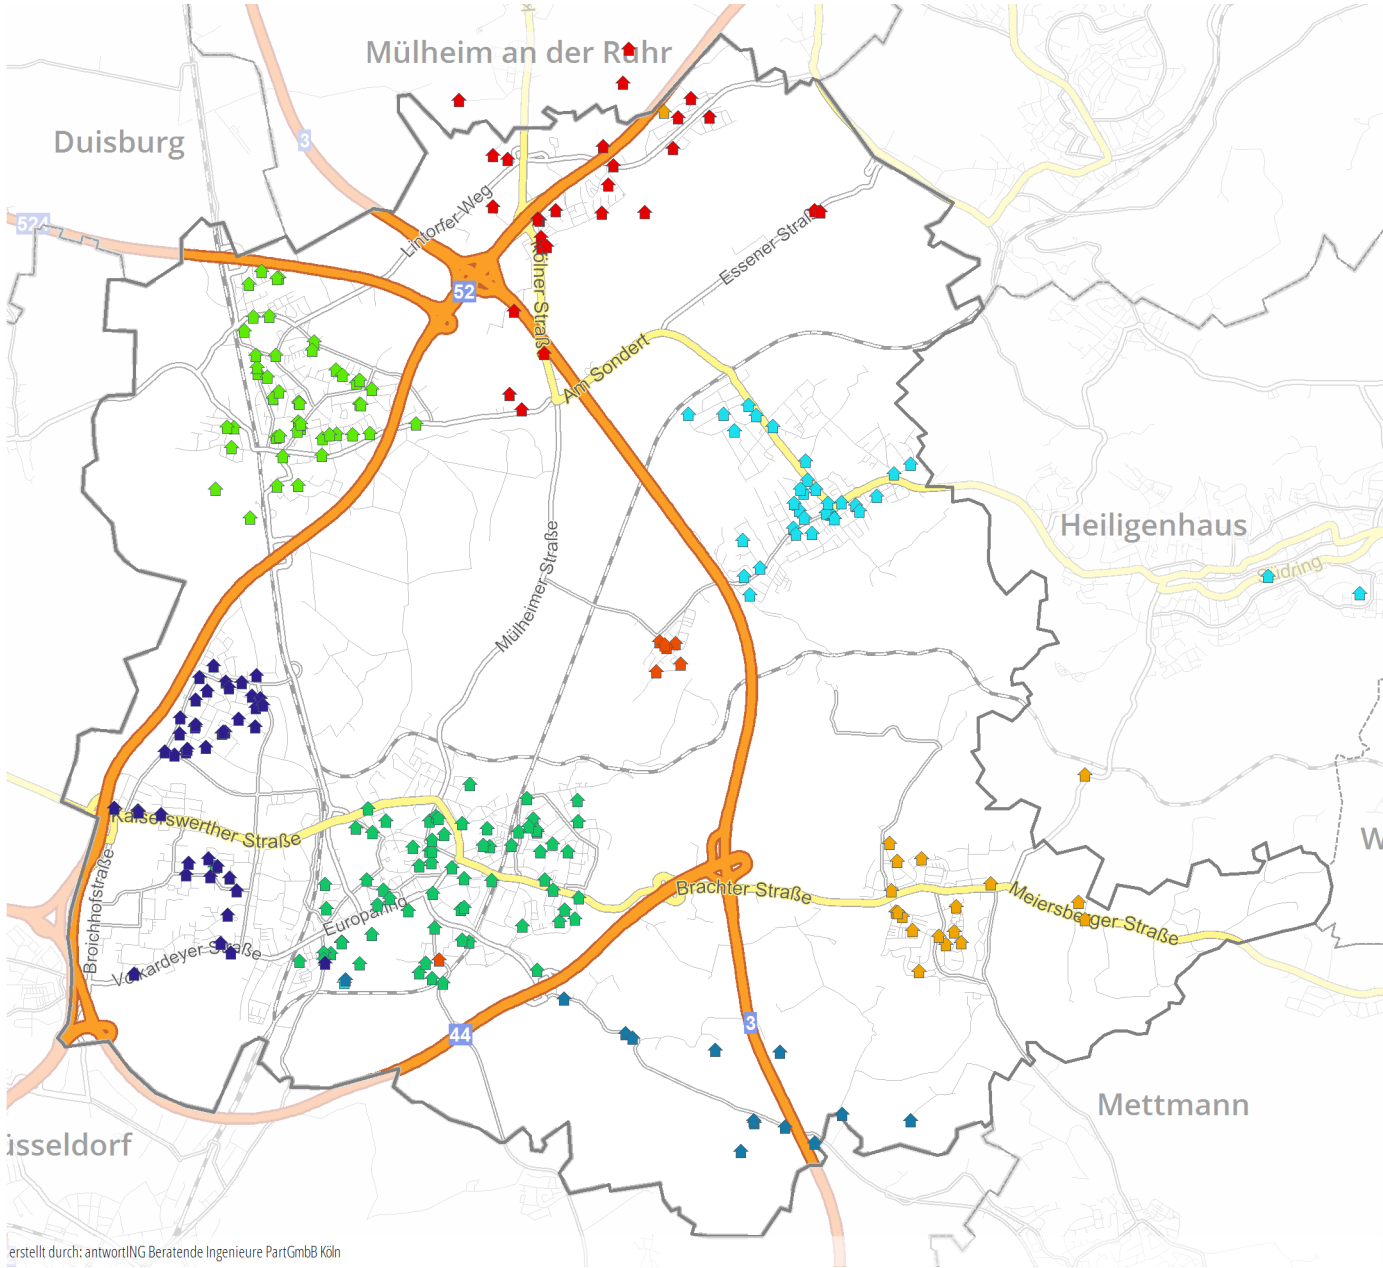 Mülheim an der Ruhr
Duisburg
3
524
Lintorfer Weg
Essener Straße
52
Kölner Straße
Am Sondert
Heiligenhaus
Südring
Mülheimer Straße
Kaiserswerther Straße
Brachter Straße
Meiersberger Straße
W
Broichhofstraße
Europaring
Volkardeyer Straße
3
44
Mettmann
üsseldorf
erstellt durch: antwortING Beratende Ingenieure PartGmbB Köln